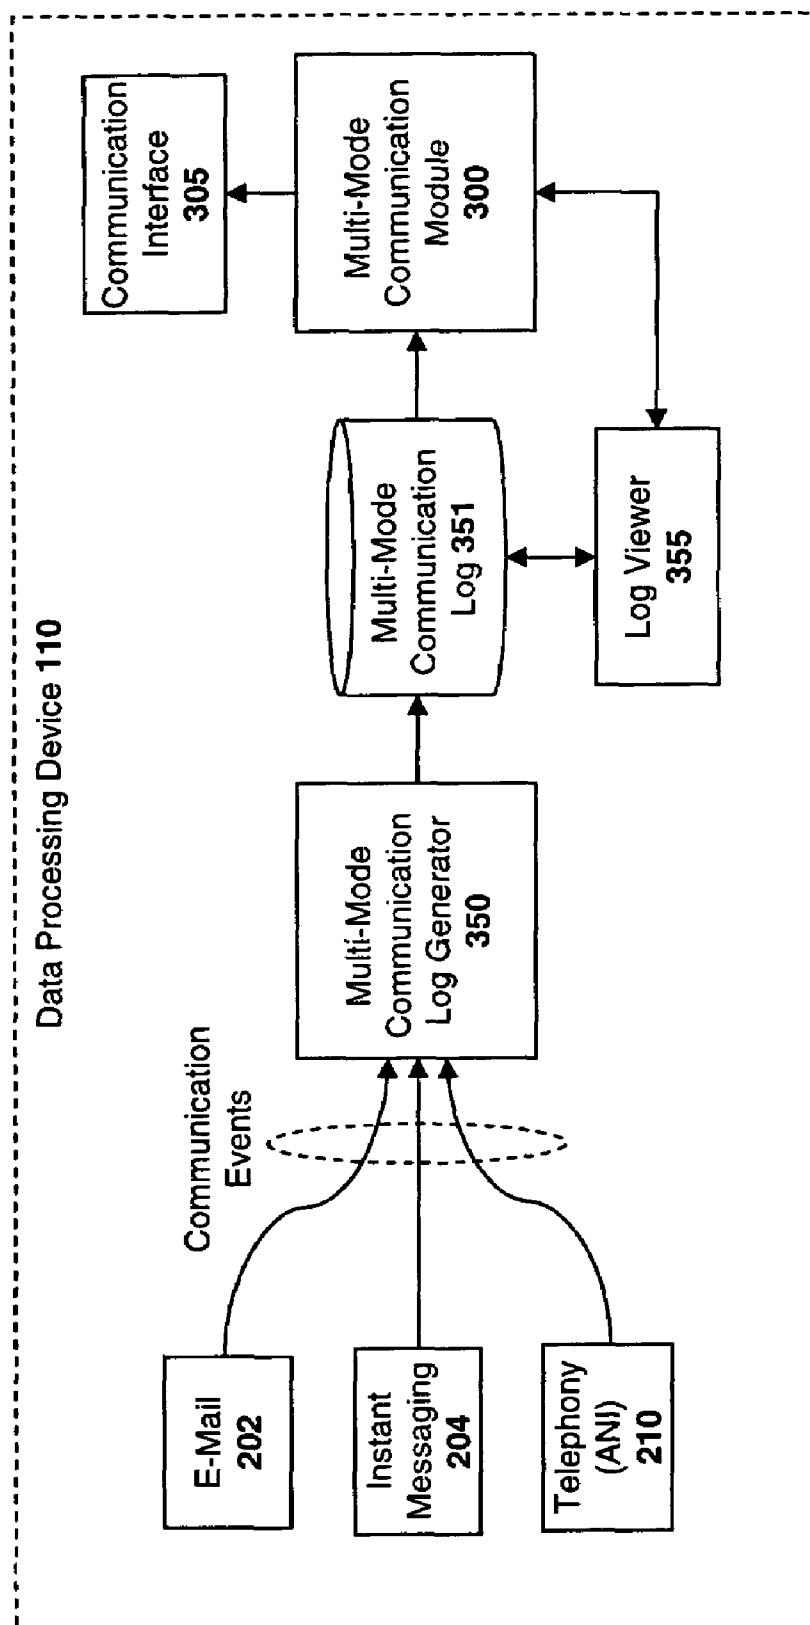 Data Processing Device 110
E-Mail
202
Instant
Messaging
204
Telephony
(ANI)
210
Communication
Events
Multi-Mode
Communication
Log Generator
350
Multi-Mode
Communication
Log 351
Log Viewer
355
Multi-Mode
Communication
Module
300
Communication
Interface
305